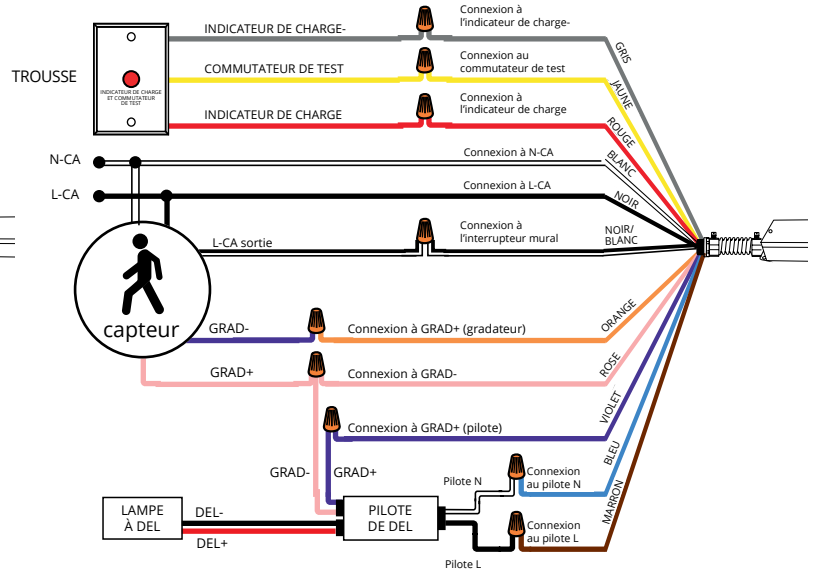 INDICATEUR DE CHARGE-
Connexion à
l'indicateur de charge-
GRIS
TROUSSE
INDICATEUR DE CHARGE
ET COMMUTATEUR
DE TEST
COMMUTATEUR DE TEST
Connexion au
commutateur de test
JAUNE
INDICATEUR DE CHARGE
Connexion à
l'indicateur de charge
ROUGE
N-CA
Connexion à N-CA
BLANC
L-CA
Connexion à L-CA
NOIR
L-CA sortie
Connexion à
l'interrupteur mural
NOIR/
BLANC
capteur
GRAD-
Connexion à GRAD+ (gradateur)
ORANGE
GRAD+
Connexion à GRAD-
ROSE
Connexion à GRAD+ (pilote)
VIOLET
GRAD-
GRAD+
Pilote N
Connexion
au pilote N
BLEU
LAMPE
À DEL
DEL-
DEL+
PILOTE
DE DEL
Connexion
au pilote L
MARRON
Pilote L